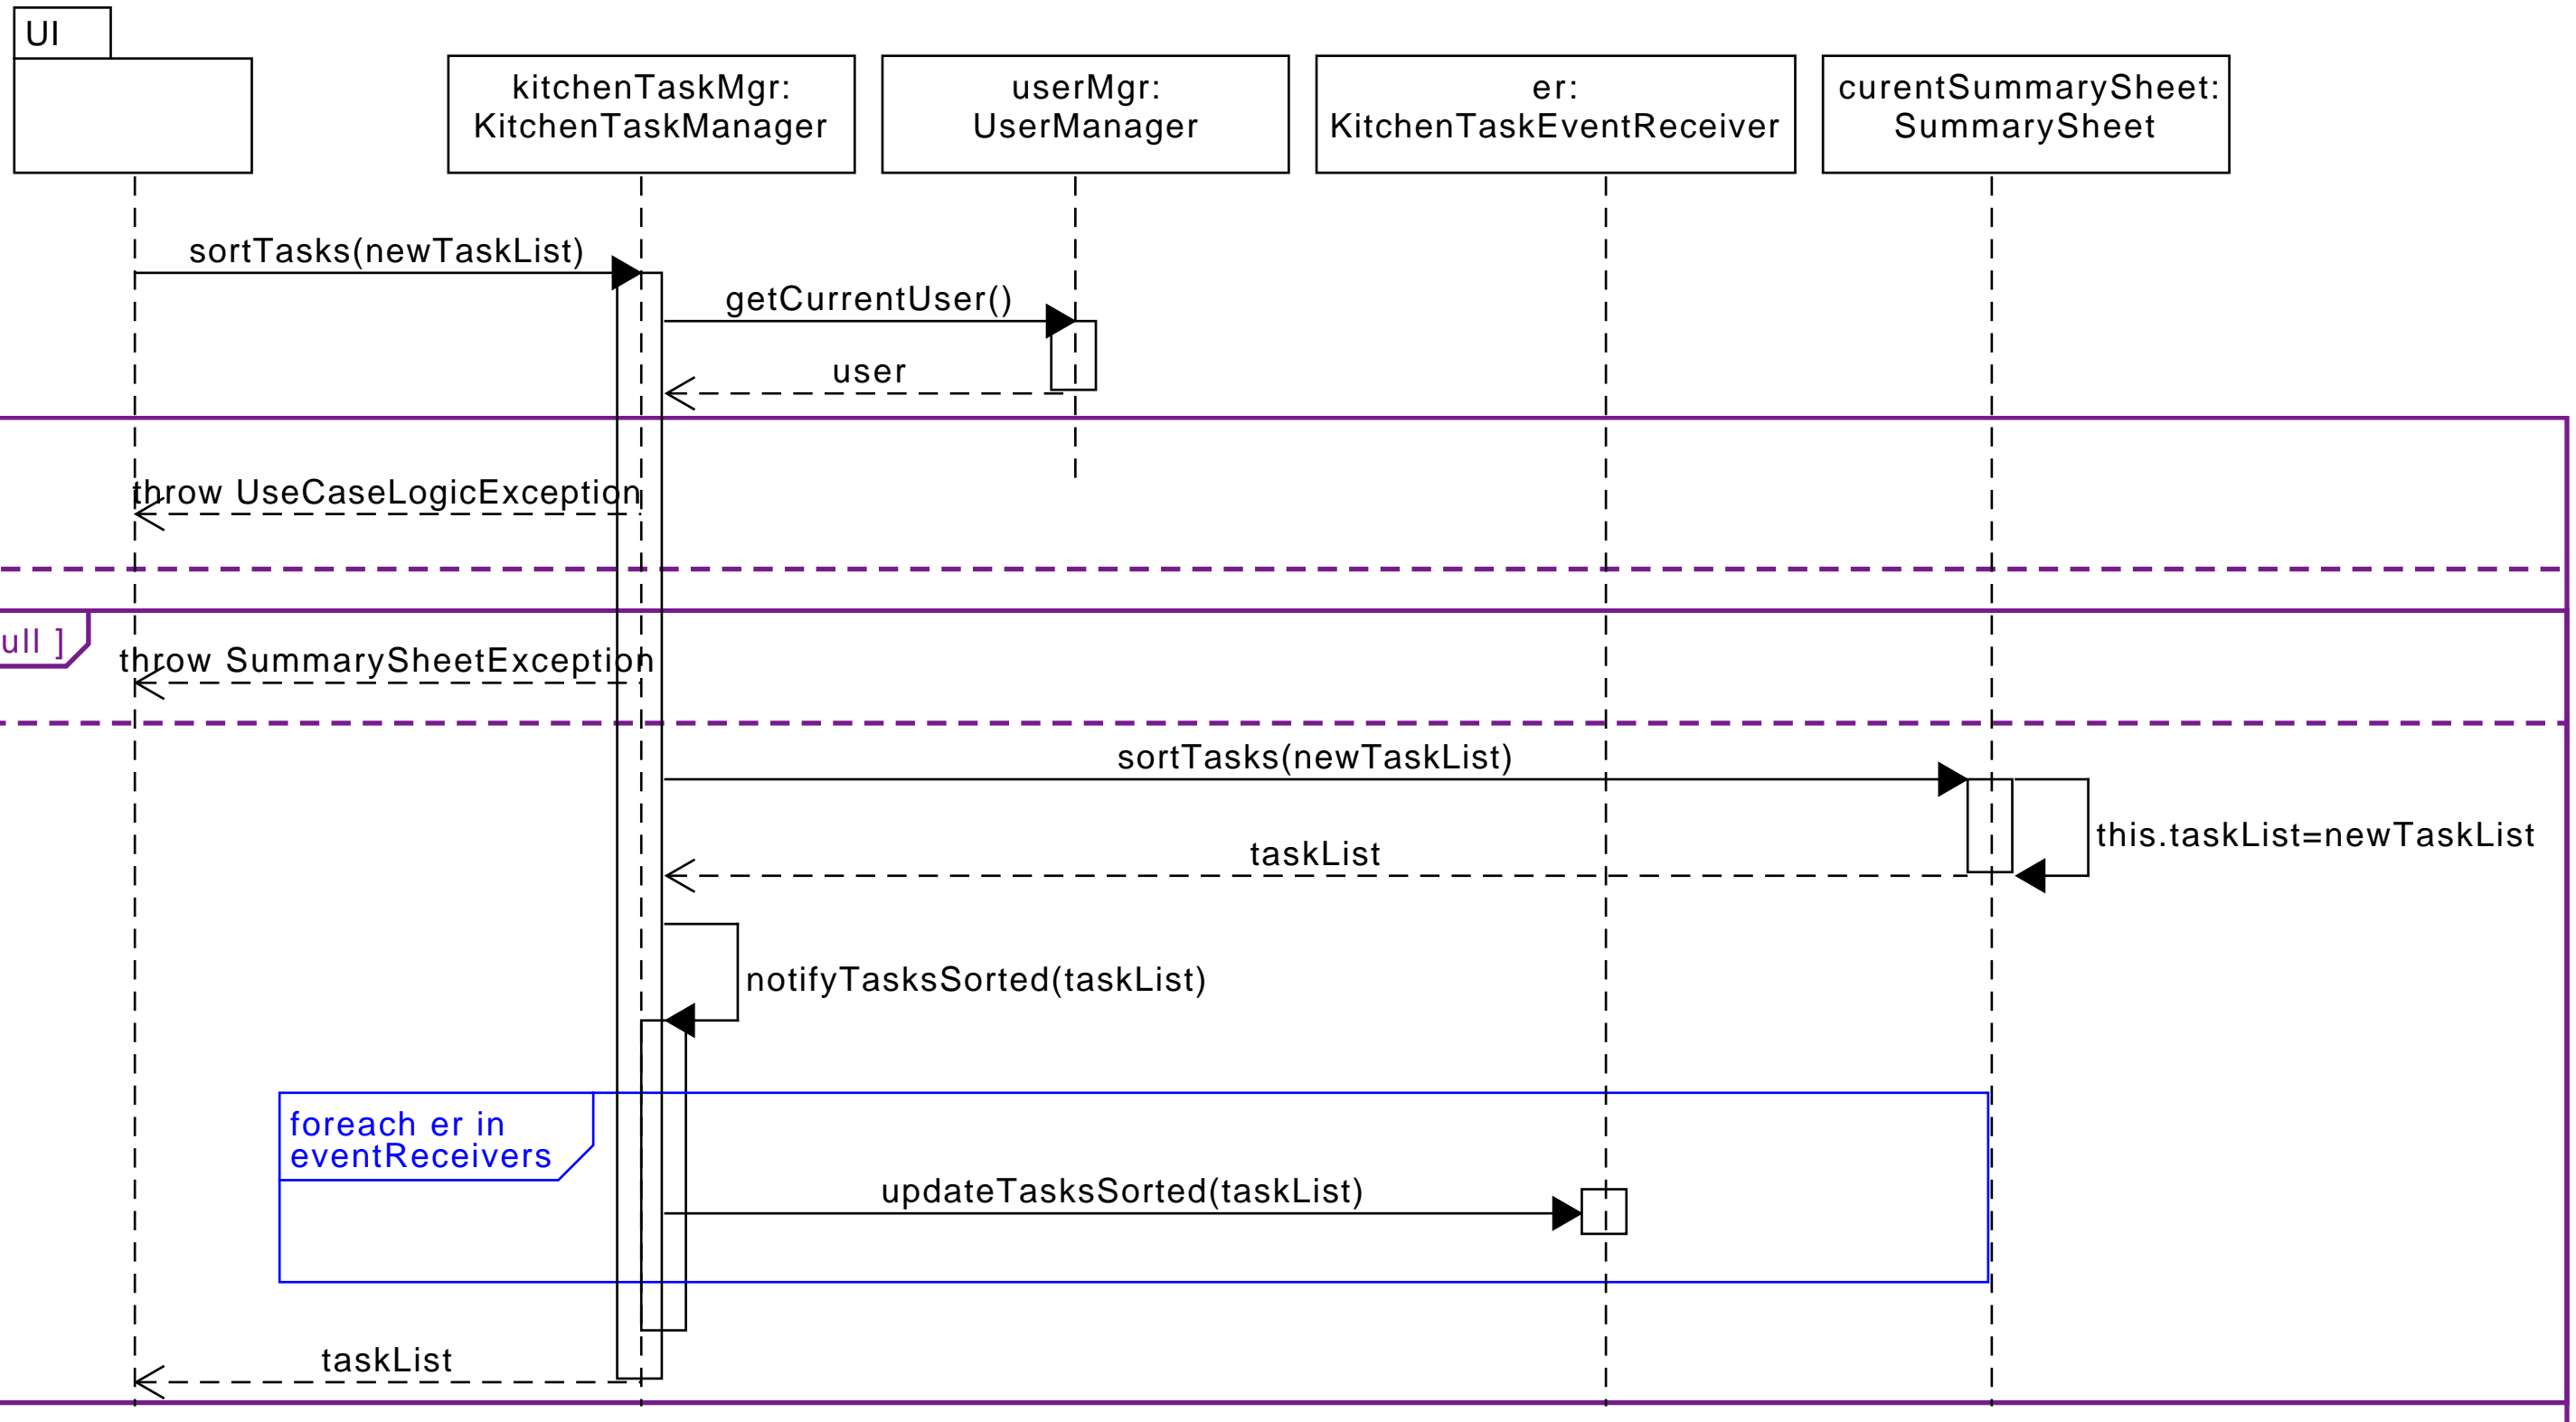 UI
kitchenTaskMgr:
KitchenTaskManager
userMgr:
UserManager
er:
KitchenTaskEventReceiver
curentSummarySheet:
SummarySheet
sortTasks(newTaskList)
getCurrentUser()
user
throw UseCaseLogicException
ull ]
throw SummarySheetException
sortTasks(newTaskList)
this.taskList=newTaskList
taskList
notifyTasksSorted(taskList)
foreach er in
eventReceivers
updateTasksSorted(taskList)
taskList